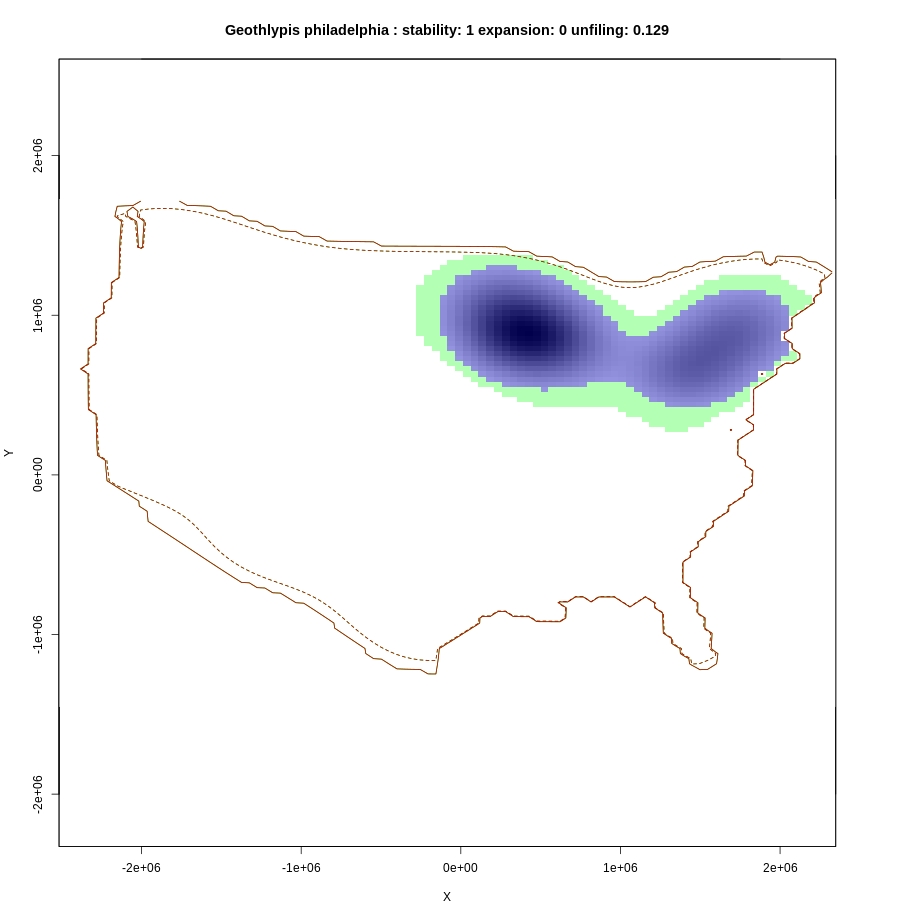 Geothlypis philadelphia : stability: 1 expansion: 0 unfiling: 0.129
2e+06
1e+06
Y
0e+00
-1e+06
-2e+06
-2e+06 -1e+06 0e+00 1e+06 2e+06
X